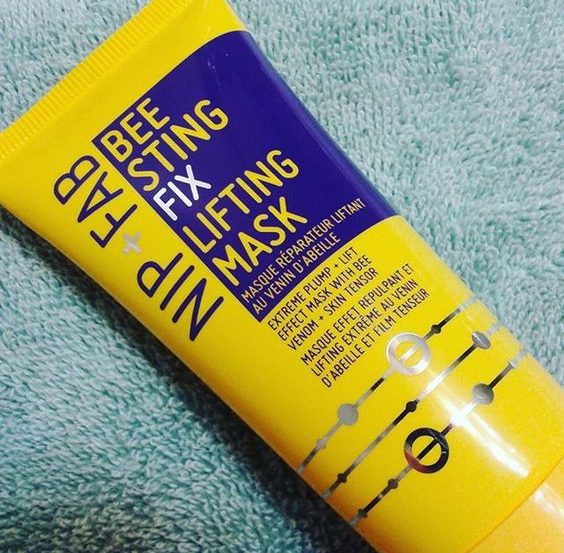 NIP + FAB
BEE
STING
FIX
LIFTING
MASK
MASQUE RÉPARATEUR LIFTANT
AU VENIN D'ABEILLE
EXTREME PLUMP + LIFT
EFFECT MASK WITH BEE
VENOM + SKIN TENSOR
MASQUE EFFET REPULPANT ET
LIFTING EXTRÊME AU VENIN
D'ABEILLE ET FILM TENSEUR